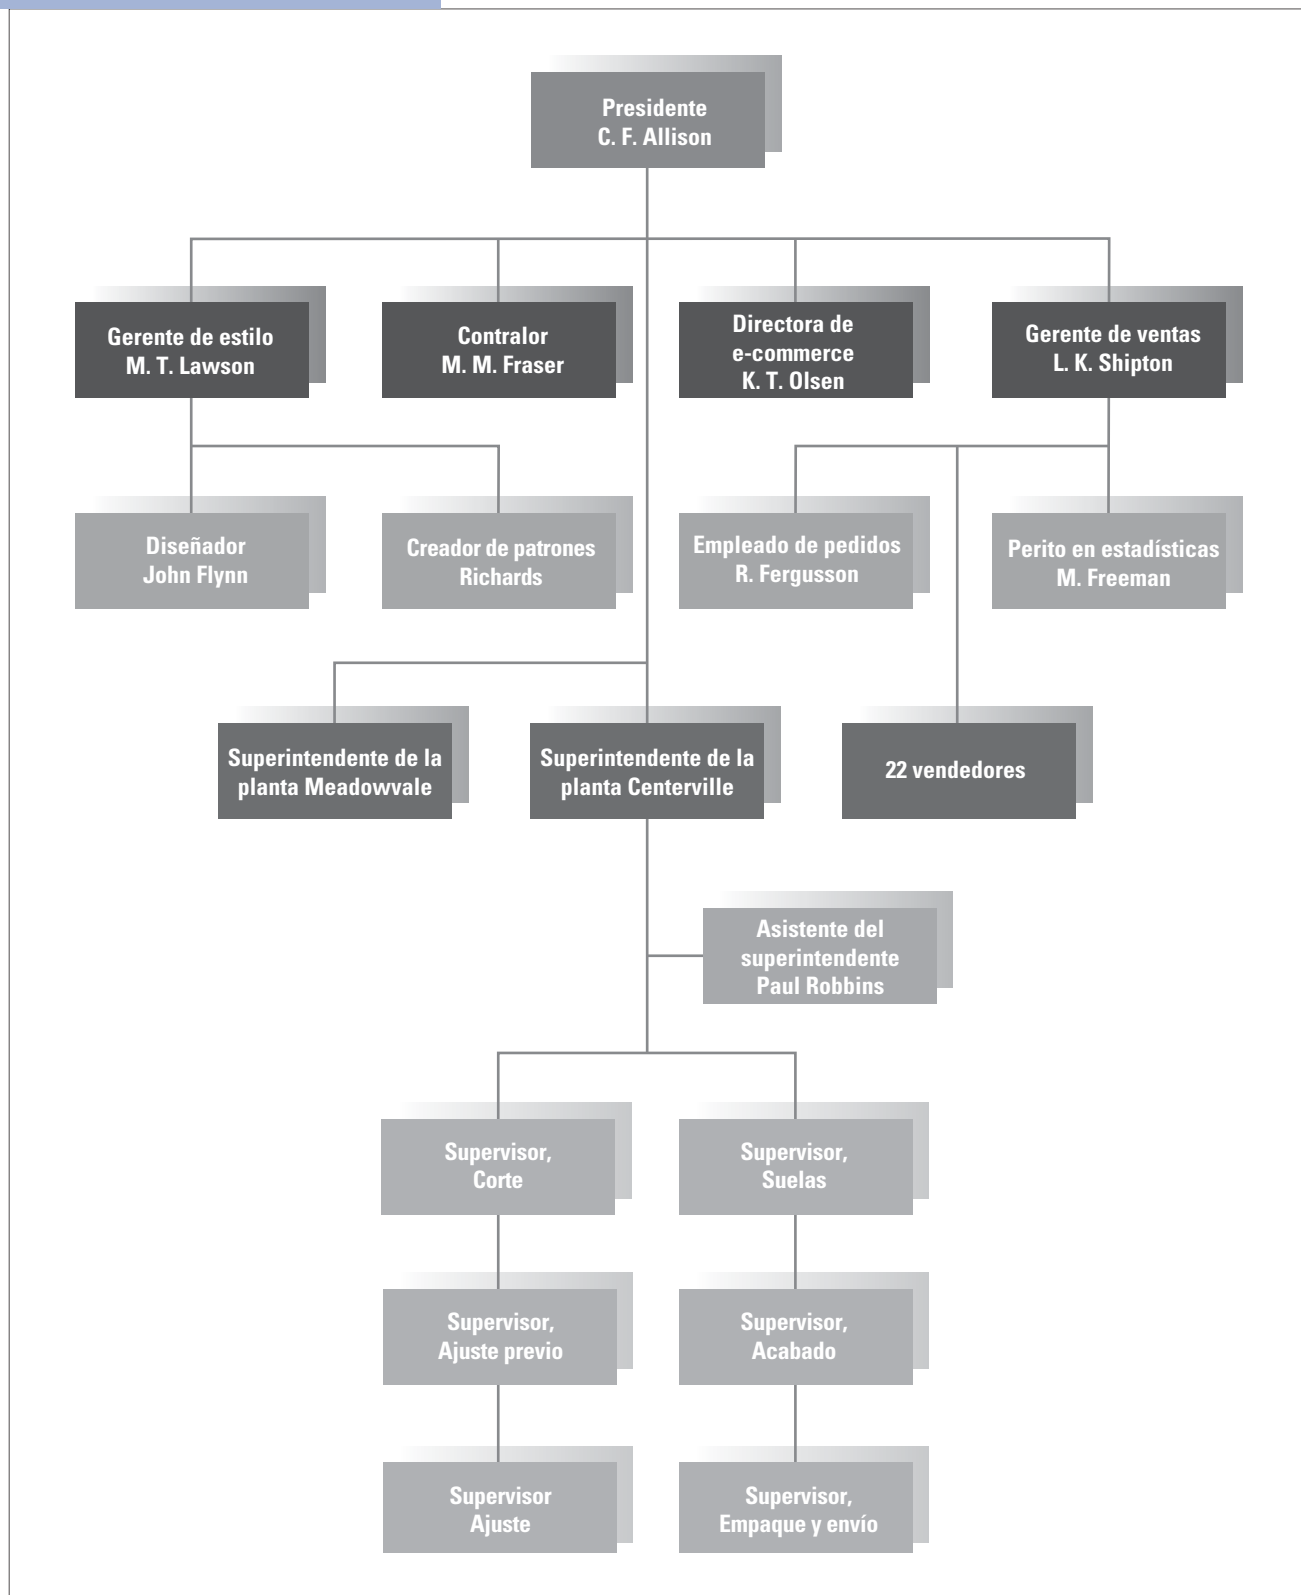 Presidente
C. F. Allison
Gerente de estilo
M. T. Lawson
Contralor
M. M. Fraser
Directora de
e-commerce
K. T. Olsen
Gerente de ventas
L. K. Shipton
Diseñador
John Flynn
Creador de patrones
Richards
Empleado de pedidos
R. Fergusson
Perito en estadísticas
M. Freeman
Superintendente de la
planta Meadowvale
Superintendente de la
planta Centerville
22 vendedores
Asistente del
superintendente
Paul Robbins
Supervisor,
Corte
Supervisor,
Suelas
Supervisor,
Ajuste previo
Supervisor,
Acabado
Supervisor
Ajuste
Supervisor,
Empaque y envío